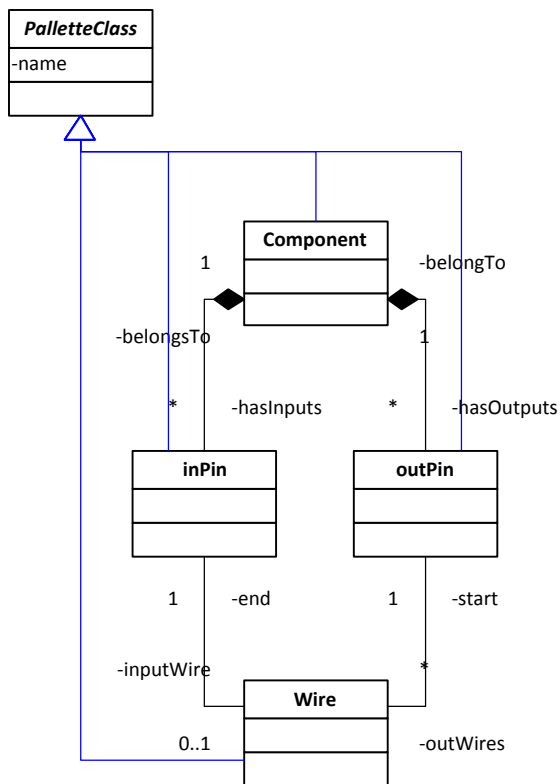 PalletteClass
-name
Component
1
-belongTo
-belongsTo
1
*
-hasInputs
*
-hasOutputs
inPin
outPin
1
-end
1
-start
-inputWire
*
Wire
0..1
-outWires